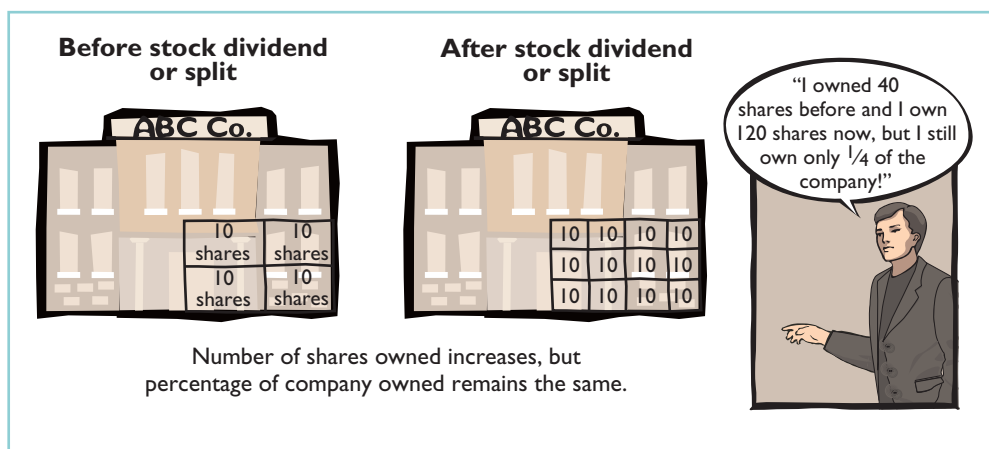 Before stock dividend
or split
ABC Co.
10
shares
10
shares
10
shares
10
shares
After stock dividend
or split
ABC Co.
10 10 10 10
10 10 10 10
10 10 10 10
Number of shares owned increases, but
percentage of company owned remains the same.
“I owned 40
shares before and I own
120 shares now, but I still
own only 1/4 of the
company!”